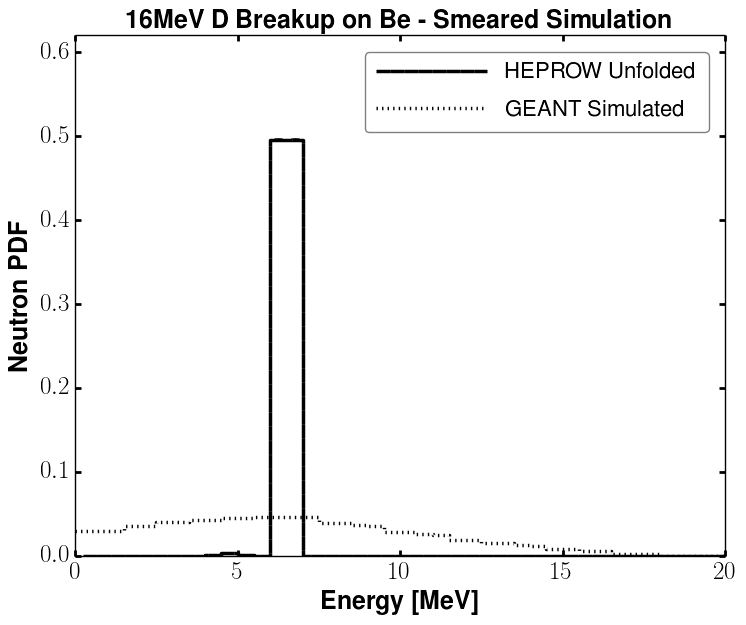 16MeV D Breakup on Be - Smeared Simulation
HEPROW Unfolded
GEANT Simulated
Neutron PDF
0.6
0.5
0.4
0.3
0.2
0.1
0.0
0 5 10 15 20
Energy [MeV]